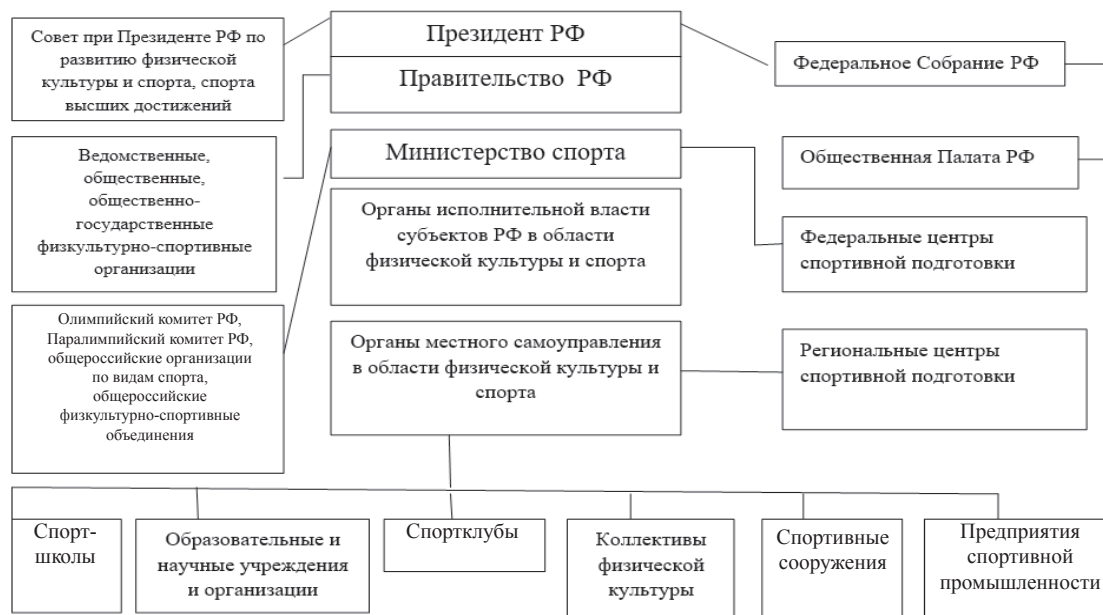 Совет при Президенте РФ по
развитию физической
культуры и спорта, спорта
высших достижений
Президент РФ
Правительство РФ
Федеральное Собрание РФ
Ведомственные,
общественные,
общественно-
государственные
физкультурно-спортивные
организации
Министерство спорта
Общественная Палата РФ
Органы исполнительной власти
субъектов РФ в области
физической культуры и спорта
Федеральные центры
спортивной подготовки
Олимпийский комитет РФ,
Паралимпийский комитет РФ,
общероссийские организации
по видам спорта,
общероссийские
физкультурно-спортивные
объединения
Органы местного самоуправления
в области физической культуры и
спорта
Региональные центры
спортивной подготовки
Спорт-
школы
Образовательные и
научные учреждения
и организации
Спортклубы
Коллективы
физической
культуры
Спортивные
сооружения
Предприятия
спортивной
промышленности